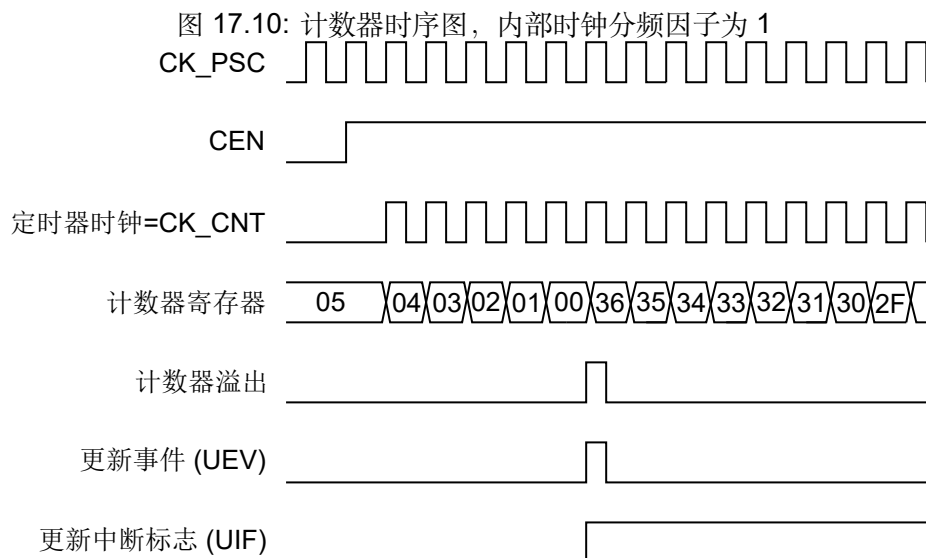 图 17.10: 计数器时序图，内部时钟分频因子为 1
CK_PSC
CEN
定时器时钟=CK_CNT
计数器寄存器 05 04 03 02 01 00 36 35 34 33 32 31 30 2F
计数器溢出
更新事件 (UEV)
更新中断标志 (UIF)